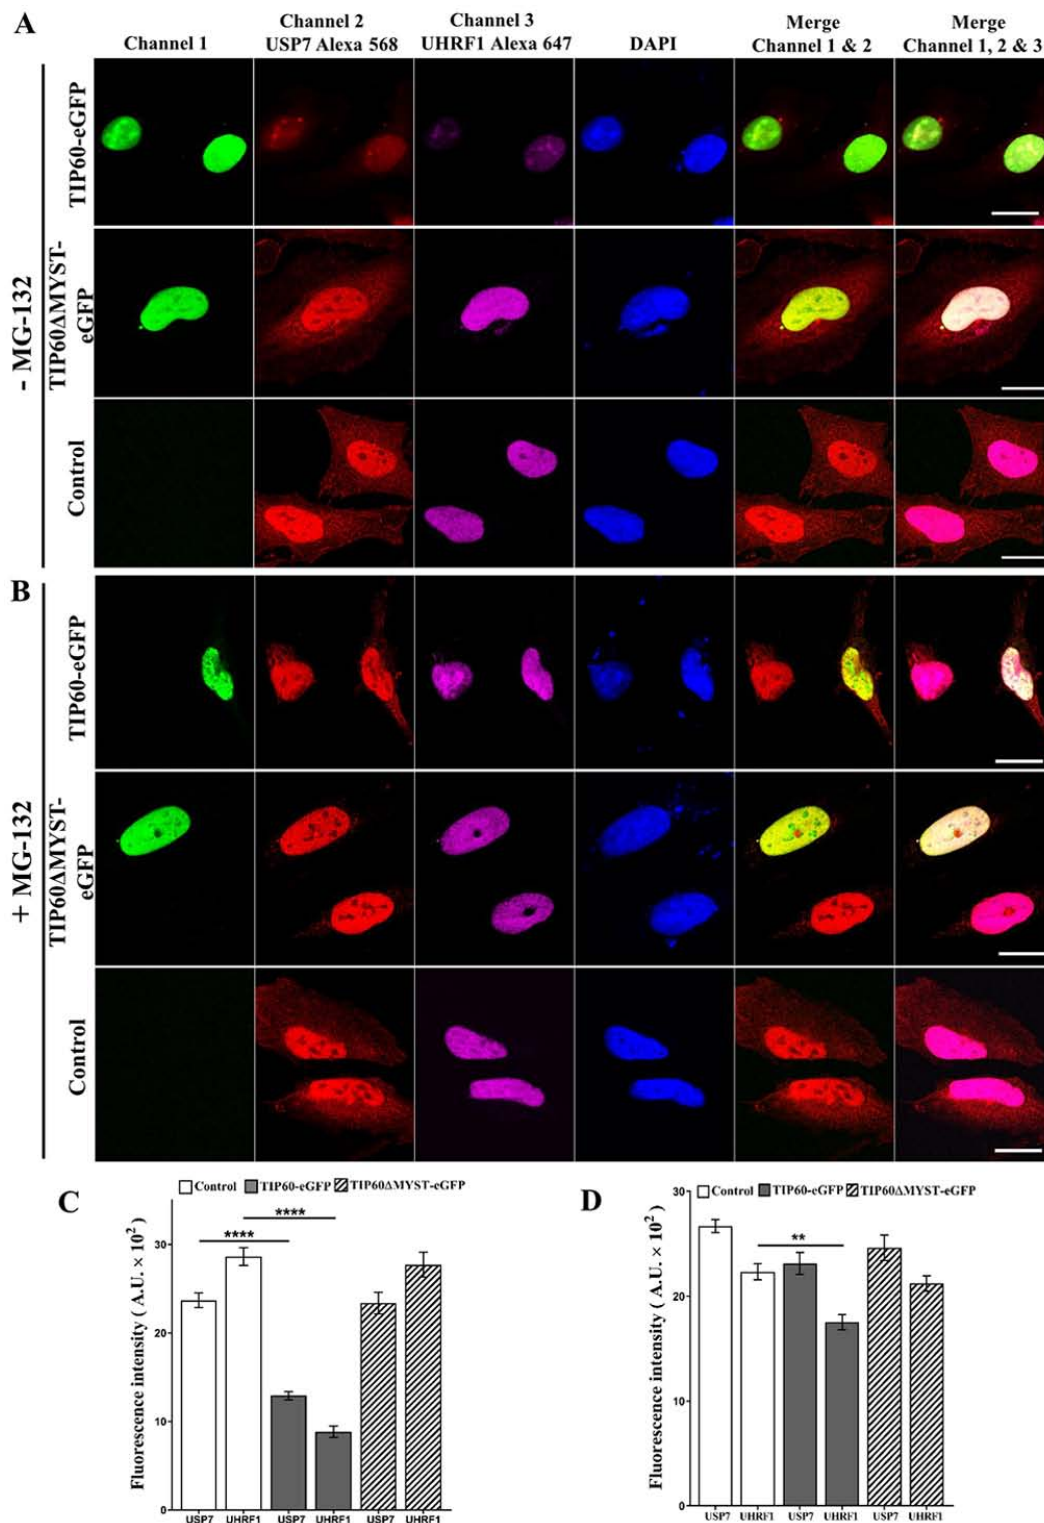 A
Channel 1
Channel 2
USP7 Alexa 568
Channel 3
UHRF1 Alexa 647
DAPI
Merge
Channel 1 & 2
Merge
Channel 1, 2 & 3
- MG-132
TIP60-eGFP
TIP60ΔMYST-
eGFP
Control
B
+ MG-132
TIP60-eGFP
TIP60ΔMYST-
eGFP
Control
C
Control TIP60-eGFP TIP60ΔMYST-eGFP
Fluorescence intensity ( A.U. × 10²)
30
20
10
0
****
****
USP7 UHRF1 USP7 UHRF1 USP7 UHRF1
D
Control TIP60-eGFP TIP60ΔMYST-eGFP
Fluorescence intensity ( A.U. × 10²)
30
20
10
0
**
USP7 UHRF1 USP7 UHRF1 USP7 UHRF1